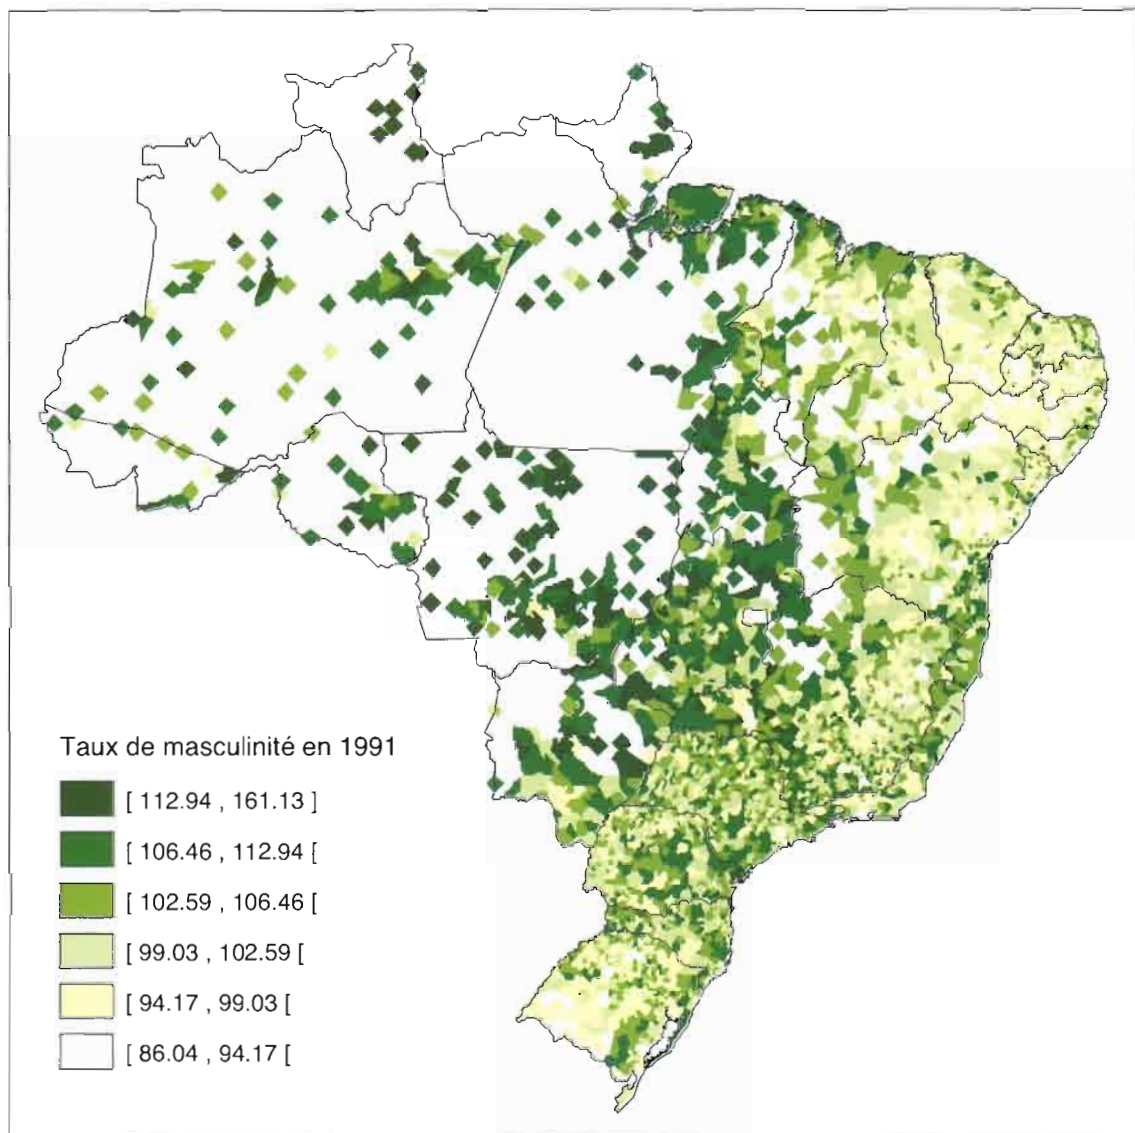 Taux de masculinité en 1991
[ 112.94 , 161.13 ]
[ 106.46 , 112.94 [
[ 102.59 , 106.46 [
[ 99.03 , 102.59 [
[ 94.17 , 99.03 [
[ 86.04 , 94.17 [